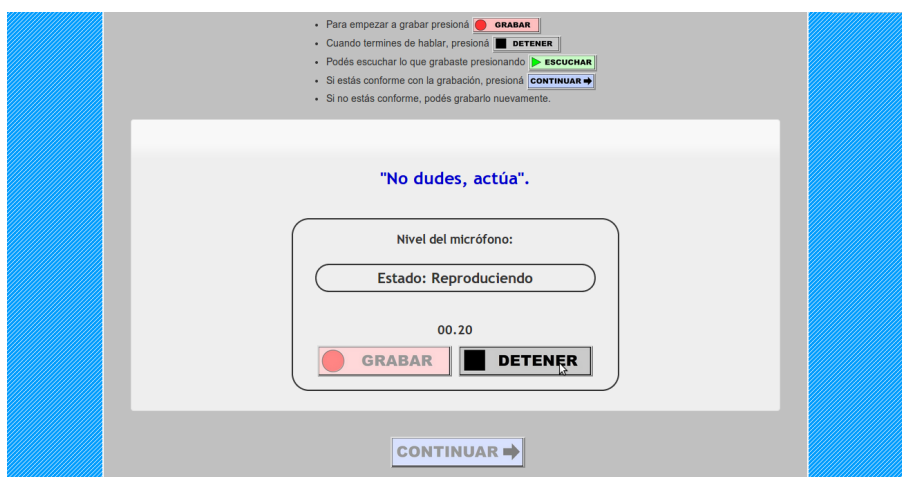 Para empezar a grabar presioná GRABAR
Cuando termines de hablar, presioná DETENER
Podés escuchar lo que grabaste presionando ESCUCHAR
Si estás conforme con la grabación, presioná CONTINUAR
Si no estás conforme, podés grabarlo nuevamente.
"No dudes, actúa".
Nivel del micrófono:
Estado: Reproduciendo
00.20
GRABAR DETENER
CONTINUAR